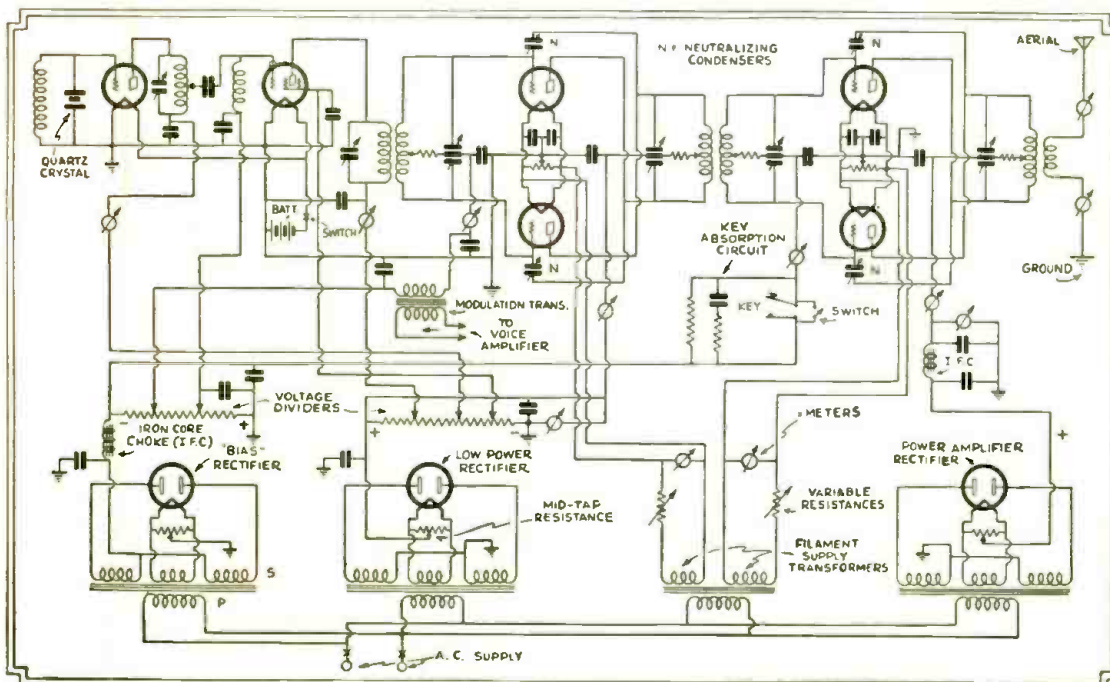 N = NEUTRALIZING
CONDENSERS
AERIAL
N
N
QUARTZ
CRYSTAL
BATT.
SWITCH
N
N
GROUND
KEY
ABSORPTION
CIRCUIT
MODULATION TRANS.
TO
VOICE
AMPLIFIER
KEY
SWITCH
I.F.C
VOLTAGE
DIVIDERS
-
+
+
-
IRON CORE
CHOKE (I.F.C)
"BIAS"
RECTIFIER
LOW POWER
RECTIFIER
METERS
POWER AMPLIFIER
RECTIFIER
+
MID-TAP
RESISTANCE
VARIABLE
RESISTANCES
FILAMENT
SUPPLY
TRANSFORMERS
S
P
A.C. SUPPLY